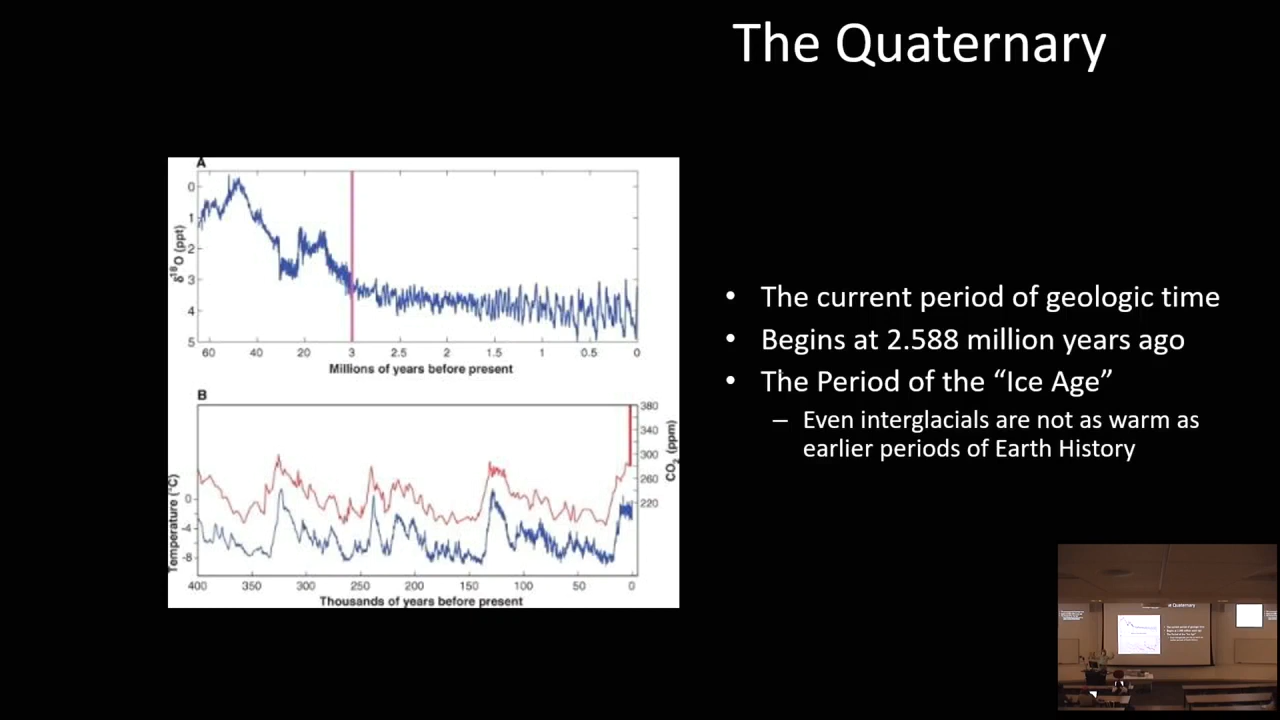 The Quaternary
A
0
1
2
3
4
5
δ18O (ppt)
60 40 20 3 2.5 2 1.5 1 0.5 0
Millions of years before present
B
380
340
300
260
220
CO2 (ppm)
0
-4
-8
Temperature (°C)
400 350 300 250 200 150 100 50 0
Thousands of years before present
• The current period of geologic time
• Begins at 2.588 million years ago
• The Period of the “Ice Age”
– Even interglacials are not as warm as
earlier periods of Earth History
Quaternary